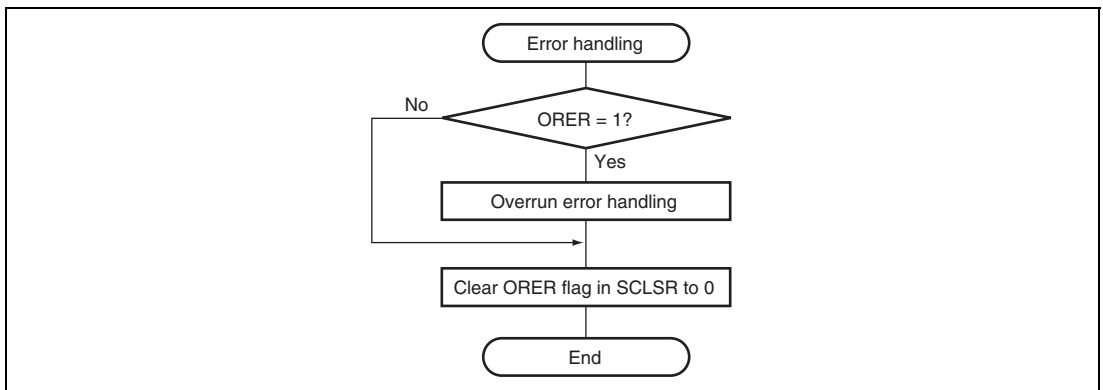 Error handling
No
ORER = 1?
Yes
Overrun error handling
Clear ORER flag in SCLSR to 0
End